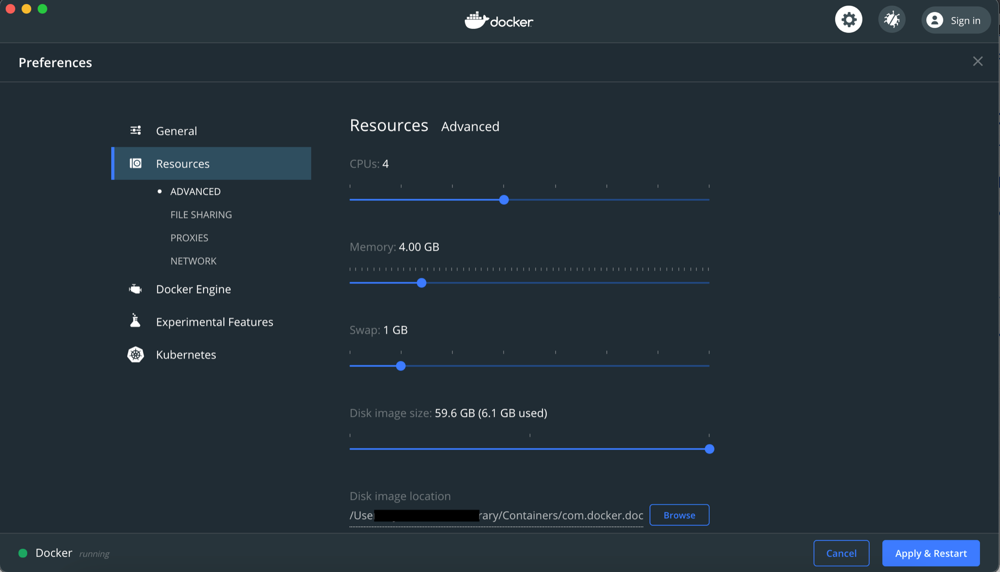 docker
Sign in
Preferences
General
Resources
ADVANCED
FILE SHARING
PROXIES
NETWORK
Docker Engine
Experimental Features
Kubernetes
Resources Advanced
CPUs: 4
Memory: 4.00 GB
Swap: 1 GB
Disk image size: 59.6 GB (6.1 GB used)
Disk image location
/Use rary/Containers/com.docker.doc
Browse
Docker running
Cancel
Apply & Restart